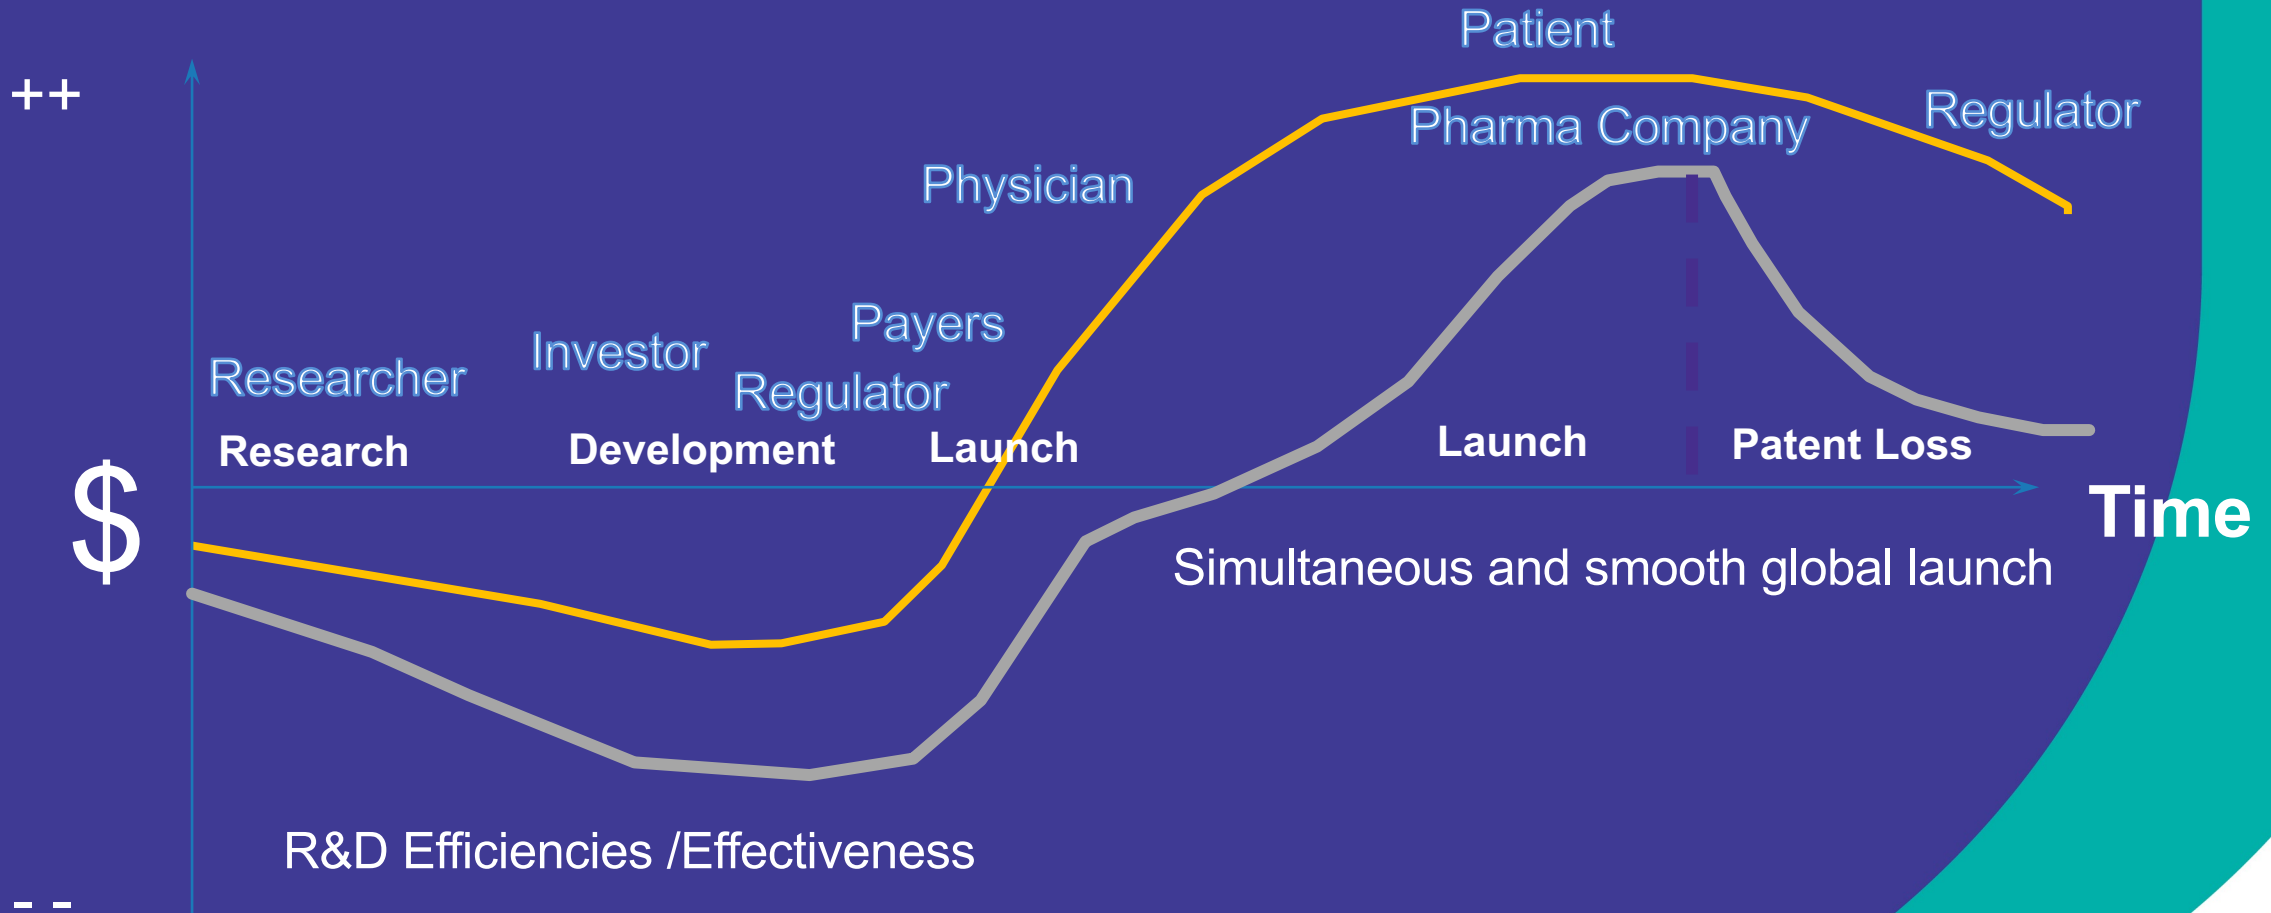 Patient
++
Pharma Company
Regulator
Physician
Payers
Investor
Researcher
Regulator
Research
Development
Launch
Launch
Patent Loss
$
Time
Simultaneous and smooth global launch
R&D Efficiencies /Effectiveness
- -